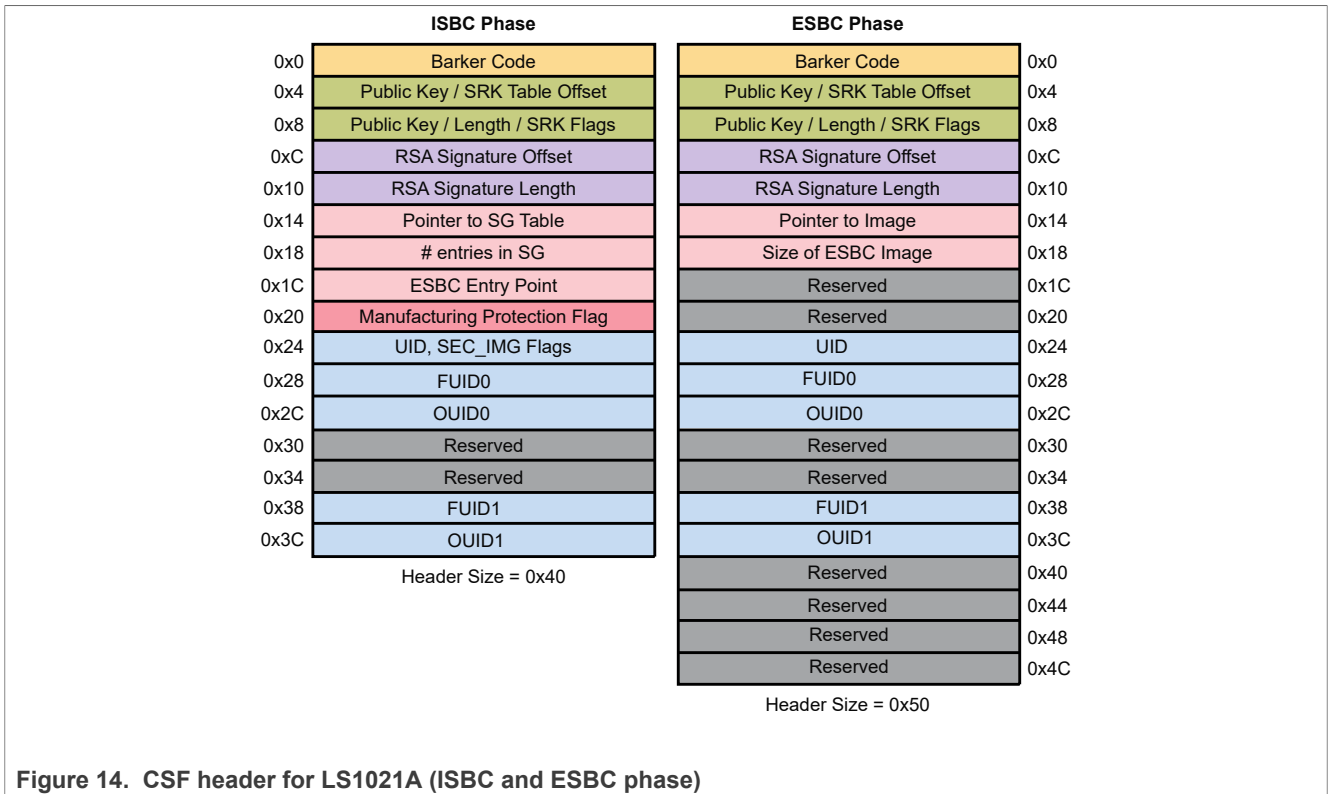 ISBC Phase ESBC Phase
0x0 Barker Code Barker Code 0x0
0x4 Public Key / SRK Table Offset Public Key / SRK Table Offset 0x4
0x8 Public Key / Length / SRK Flags Public Key / Length / SRK Flags 0x8
0xC RSA Signature Offset RSA Signature Offset 0xC
0x10 RSA Signature Length RSA Signature Length 0x10
0x14 Pointer to SG Table Pointer to Image 0x14
0x18 # entries in SG Size of ESBC Image 0x18
0x1C ESBC Entry Point Reserved 0x1C
0x20 Manufacturing Protection Flag Reserved 0x20
0x24 UID, SEC_IMG Flags UID 0x24
0x28 FUID0 FUID0 0x28
0x2C OUID0 OUID0 0x2C
0x30 Reserved Reserved 0x30
0x34 Reserved Reserved 0x34
0x38 FUID1 FUID1 0x38
0x3C OUID1 OUID1 0x3C
Header Size = 0x40 Reserved 0x40
Reserved 0x44
Reserved 0x48
Reserved 0x4C
Header Size = 0x50
Figure 14. CSF header for LS1021A (ISBC and ESBC phase)